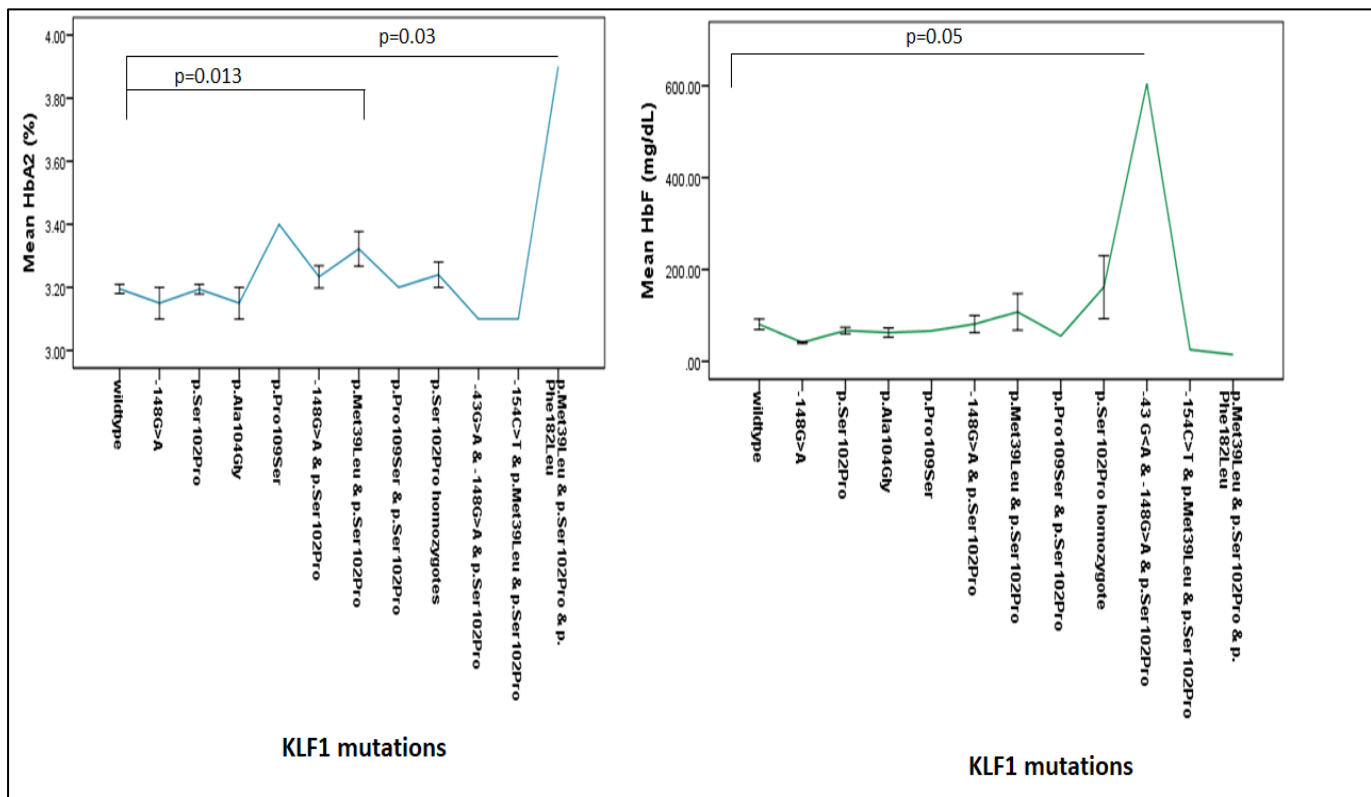 p=0.03
p=0.013
Mean HbA2 (%)
4.00
3.80
3.60
3.40
3.20
3.00
wildtype
-148G>A
p.Ser102Pro
p.Ala104Gly
p.Pro109Ser
-148G>A & p.Ser102Pro
p.Met39Leu & p.Ser102Pro
p.Pro109Ser & p.Ser102Pro
p.Ser102Pro homozygotes
-43G>A & -148G>A & p.Ser102Pro
-154C>T & p.Met39Leu & p.Ser102Pro
p.Met39Leu & p.Ser102Pro & p.
Phe182Leu
KLF1 mutations
p=0.05
Mean HbF (mg/dL)
600.00
400.00
200.00
.00
wildtype
-148G>A
p.Ser102Pro
p.Ala104Gly
p.Pro109Ser
-148G>A & p.Ser102Pro
p.Met39Leu & p.Ser102Pro
p.Pro109Ser & p.Ser102Pro
p.Ser102Pro homozygote
-43 G<A & -148G>A & p.Ser102Pro
-154C>T & p.Met39Leu & p.Ser102Pro
p.Met39Leu & p.Ser102Pro & p.
Phe182Leu
KLF1 mutations